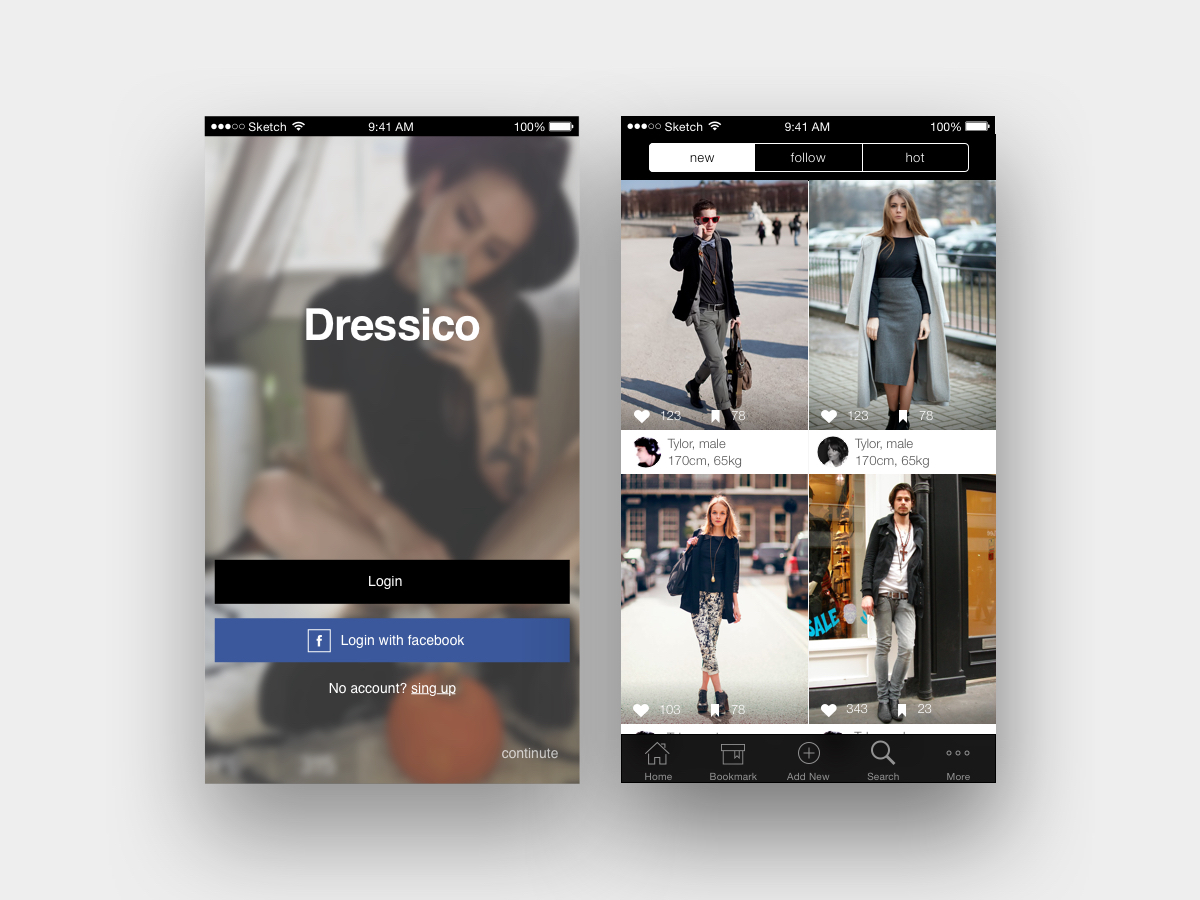 Sketch 9:41 AM 100%
Dressico
Login
f Login with facebook
No account? sing up
continute
Sketch 9:41 AM 100%
new follow hot
123 78 123 78
Tylor, male Tylor, male
170cm, 65kg 170cm, 65kg
SALE
103 78 343 23
Home Bookmark Add New Search More